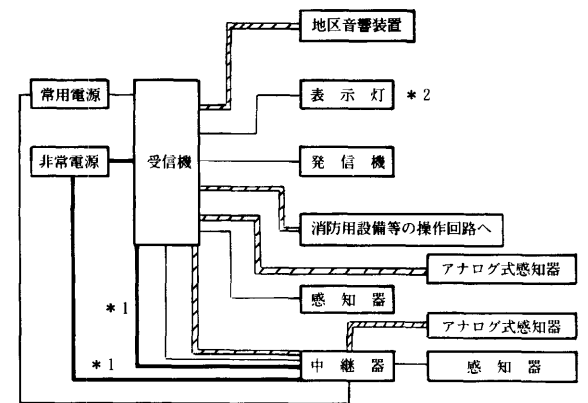 地区音響装置
常用電源
表示灯 *2
非常電源
受信機
発信機
消防用設備等の操作回路へ
アナログ式感知器
感知器
*1
アナログ式感知器
*1
中継器
感知器